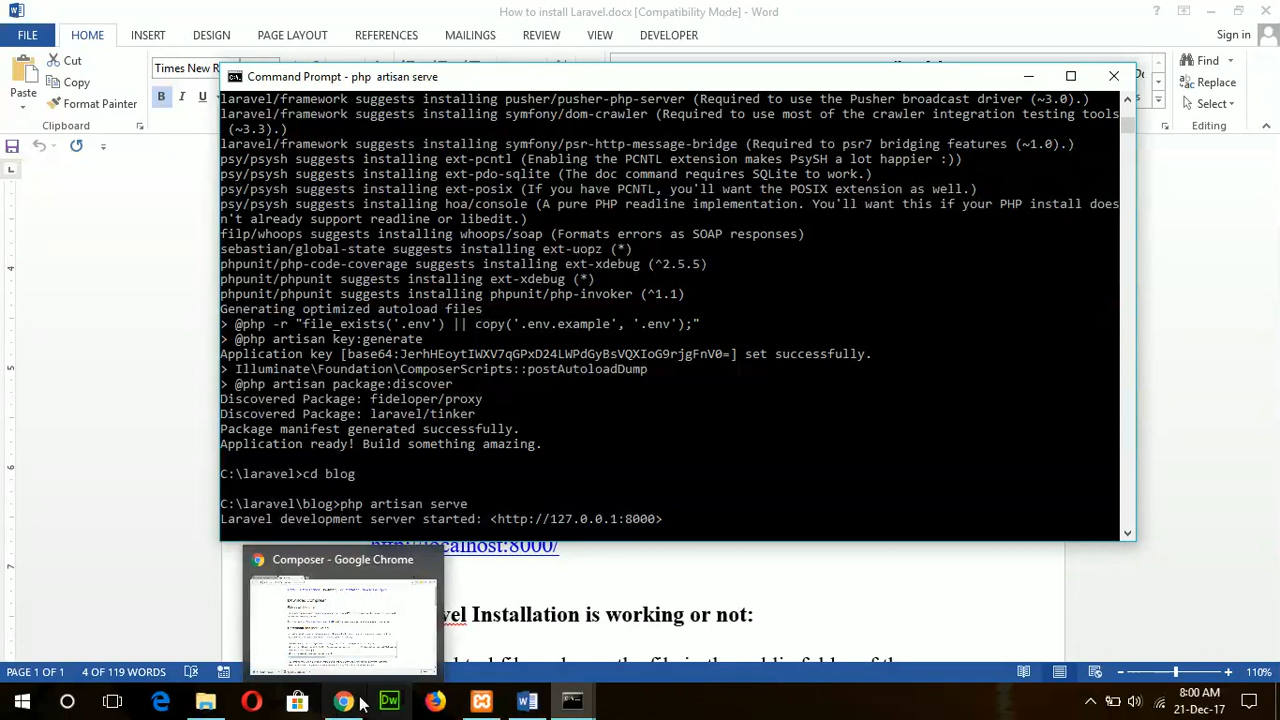 How to install Laravel.docx [Compatibility Mode] - Word
FILE HOME INSERT DESIGN PAGE LAYOUT REFERENCES MAILINGS REVIEW VIEW DEVELOPER Sign in
Cut
Copy
Format Painter
Paste
Clipboard
Times New R
B I U
Find
Replace
Select
Editing
Command Prompt - php  artisan serve
laravel/framework suggests installing pusher/pusher-php-server (Required to use the Pusher broadcast driver (~3.0).)
laravel/framework suggests installing symfony/dom-crawler (Required to use most of the crawler integration testing tools
 (~3.3).)
laravel/framework suggests installing symfony/psr-http-message-bridge (Required to psr7 bridging features (~1.0).)
psy/psysh suggests installing ext-pcntl (Enabling the PCNTL extension makes PsySH a lot happier :))
psy/psysh suggests installing ext-pdo-sqlite (The doc command requires SQLite to work.)
psy/psysh suggests installing ext-posix (If you have PCNTL, you'll want the POSIX extension as well.)
psy/psysh suggests installing hoa/console (A pure PHP readline implementation. You'll want this if your PHP install does
n't already support readline or libedit.)
filp/whoops suggests installing whoops/soap (Formats errors as SOAP responses)
sebastian/global-state suggests installing ext-uopz (*)
phpunit/php-code-coverage suggests installing ext-xdebug (^2.5.5)
phpunit/phpunit suggests installing ext-xdebug (*)
phpunit/phpunit suggests installing phpunit/php-invoker (^1.1)
Generating optimized autoload files
> @php -r "file_exists('.env') || copy('.env.example', '.env');"
> @php artisan key:generate
Application key [base64:JerhHEoytIWXV7qGPxD24LWPdGyBsVQXIoG9rjgFnV0=] set successfully.
> Illuminate\Foundation\ComposerScripts::postAutoloadDump
> @php artisan package:discover
Discovered Package: fideloper/proxy
Discovered Package: laravel/tinker
Package manifest generated successfully.
Application ready! Build something amazing.
C:\laravel>cd blog
C:\laravel\blog>php artisan serve
Laravel development server started: <http://127.0.0.1:8000>
http://localhost:8000/
Composer - Google Chrome
vel Installation is working or not:
4
5
6
7
PAGE 1 OF 1 4 OF 119 WORDS 110%
Dw
8:00 AM
21-Dec-17